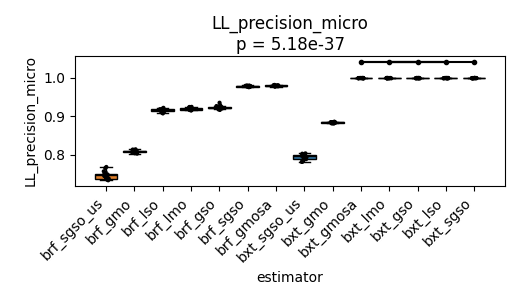 LL_precision_micro
p = 5.18e-37
LL_precision_micro
1.0
0.9
0.8
brf_sgso_us
brf_gmo
brf_lso
brf_lmo
brf_gso
brf_sgso
brf_gmosa
bxt_sgso_us
bxt_gmo
bxt_gmosa
bxt_lmo
bxt_gso
bxt_lso
bxt_sgso
estimator